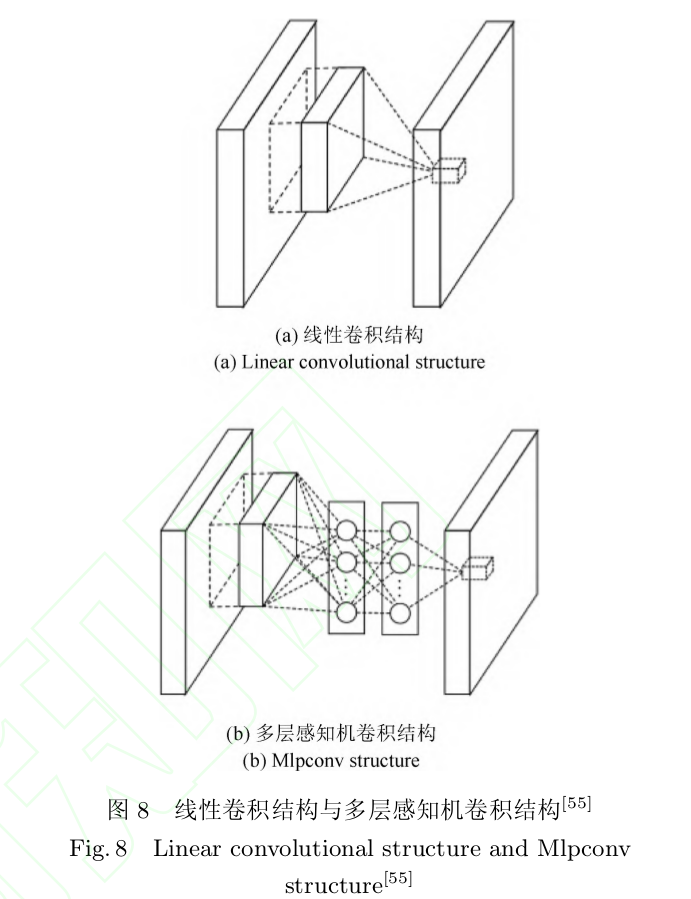 (a) 线性卷积结构
(a) Linear convolutional structure
(b) 多层感知机卷积结构
(b) Mlpconv structure
图 8 线性卷积结构与多层感知机卷积结构[55]
Fig. 8 Linear convolutional structure and Mlpconv
structure[55]